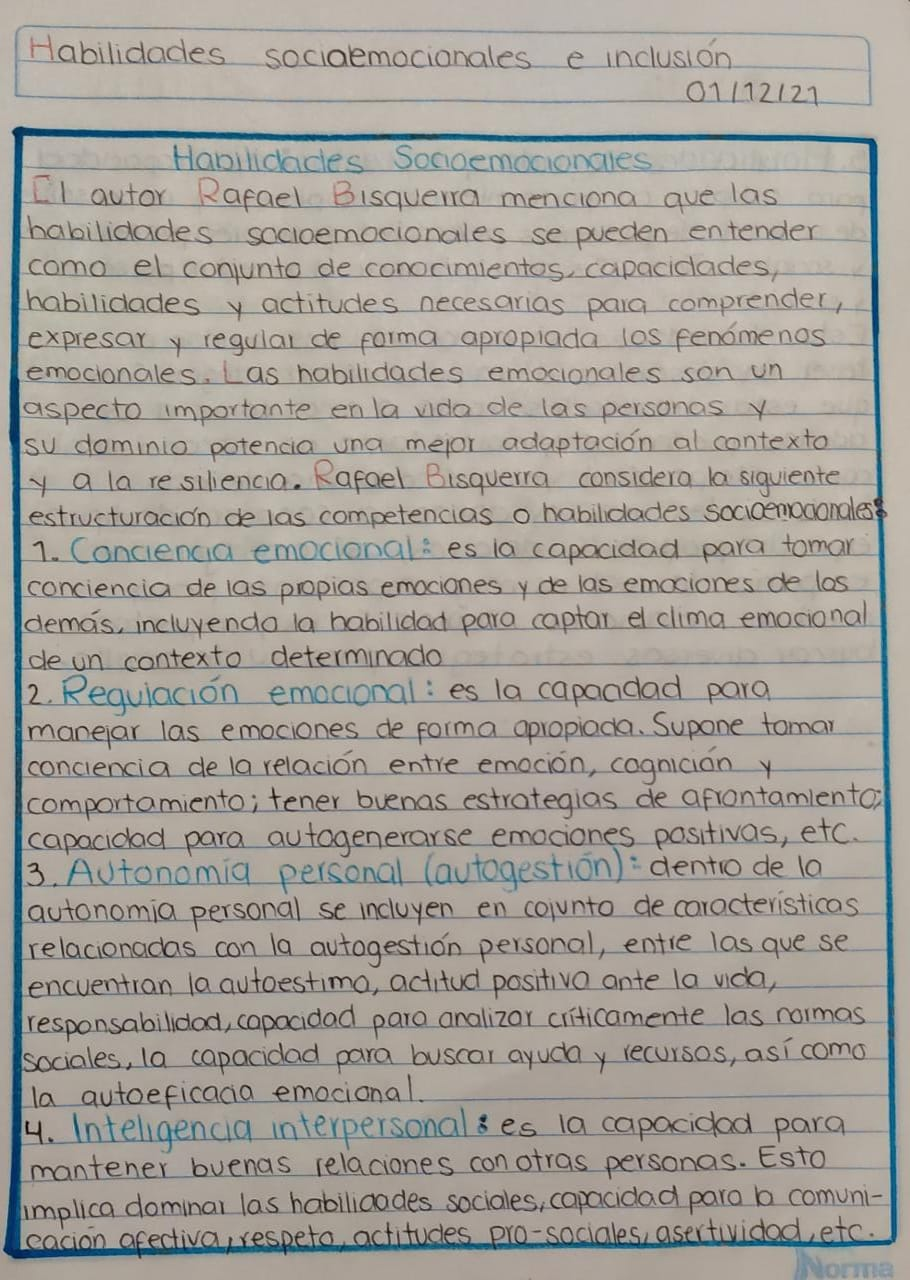 Habilidades socioemocionales e inclusión
01/12/21
Habilidades Socioemocionales
El autor Rafael Bisquerra menciona que las
habilidades socioemocionales se pueden entender
como el conjunto de conocimientos, capacidades,
habilidades y actitudes necesarias para comprender,
expresar y regular de forma apropiada los fenómenos
emocionales. Las habilidades emocionales son un
aspecto importante en la vida de las personas y
su dominio potencia una mejor adaptación al contexto
y a la resiliencia. Rafael Bisquerra considera la siguiente
estructuración de las competencias o habilidades socioemocionales:
1. Conciencia emocional: es la capacidad para tomar
conciencia de las propias emociones y de las emociones de los
demás, incluyendo la habilidad para captar el clima emocional
de un contexto determinado
2. Regulación emocional: es la capacidad para
manejar las emociones de forma apropiada. Supone tomar
conciencia de la relación entre emoción, cognición y
comportamiento; tener buenas estrategias de afrontamiento;
capacidad para autogenerarse emociones positivas, etc.
3. Autonomía personal (autogestión): dentro de la
autonomia personal se incluyen en cojunto de características
relacionadas con la autogestión personal, entre las que se
encuentran la autoestima, actitud positiva ante la vida,
responsabilidad, capacidad para analizar críticamente las normas
sociales, la capacidad para buscar ayuda y recursos, así como
la autoeficacia emocional.
4. Inteligencia interpersonal: es la capacidad para
mantener buenas relaciones con otras personas. Esto
implica dominar las habilidades sociales, capacidad para la comuni-
cación afectiva, respeto, actitudes pro-sociales, asertividad, etc.
Norma